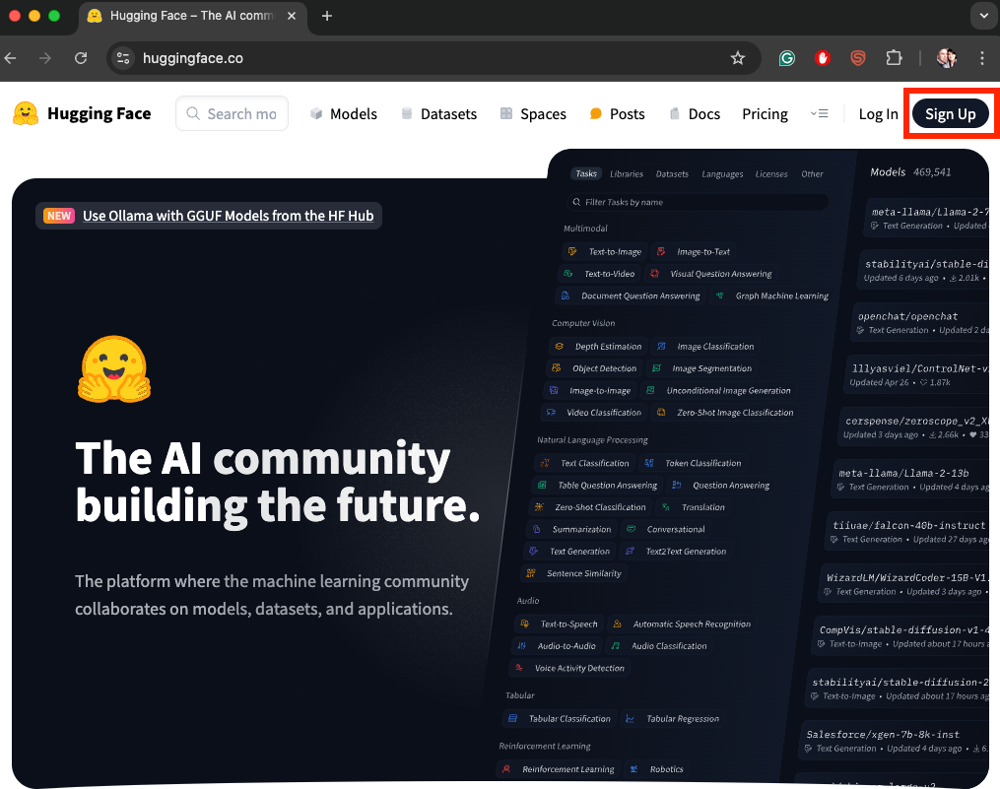 Hugging Face – The AI comm
huggingface.co
Hugging Face
Search mo
Models
Datasets
Spaces
Posts
Docs
Pricing
Log In
Sign Up
NEW Use Ollama with GGUF Models from the HF Hub
The AI community
building the future.
The platform where the machine learning community
collaborates on models, datasets, and applications.
Tasks Libraries Datasets Languages Licenses Other
Filter Tasks by name
Multimodal
Text-to-Image Image-to-Text
Text-to-Video Visual Question Answering
Document Question Answering Graph Machine Learning
Computer Vision
Depth Estimation Image Classification
Object Detection Image Segmentation
Image-to-Image Unconditional Image Generation
Video Classification Zero-Shot Image Classification
Natural Language Processing
Text Classification Token Classification
Table Question Answering Question Answering
Zero-Shot Classification Translation
Summarization Conversational
Text Generation Text2Text Generation
Sentence Similarity
Audio
Text-to-Speech Automatic Speech Recognition
Audio-to-Audio Audio Classification
Voice Activity Detection
Tabular
Tabular Classification Tabular Regression
Reinforcement Learning
Reinforcement Learning Robotics
Models 469,541
meta-llama/Llama-2-7
Text Generation • Updated
stabilityai/stable-di
Updated 6 days ago • 2.01k •
openchat/openchat
Text Generation • Updated 2 d
lllyasviel/ControlNet-v
Updated Apr 26 • 1.87k
cerspense/zeroscope_v2_X
Updated 3 days ago • 2.66k • 33
meta-llama/Llama-2-13b
Text Generation • Updated 4 days ag
tiiuae/falcon-40b-instruct
Text Generation • Updated 27 days ag
WizardLM/WizardCoder-15B-V1.
Text Generation • Updated 3 days ago •
CompVis/stable-diffusion-v1-4
Text-to-Image • Updated about 17 hours a
stabilityai/stable-diffusion-2
Text-to-Image • Updated about 17 hours ag
Salesforce/xgen-7b-8k-inst
Text Generation • Updated 4 days ago • 6.